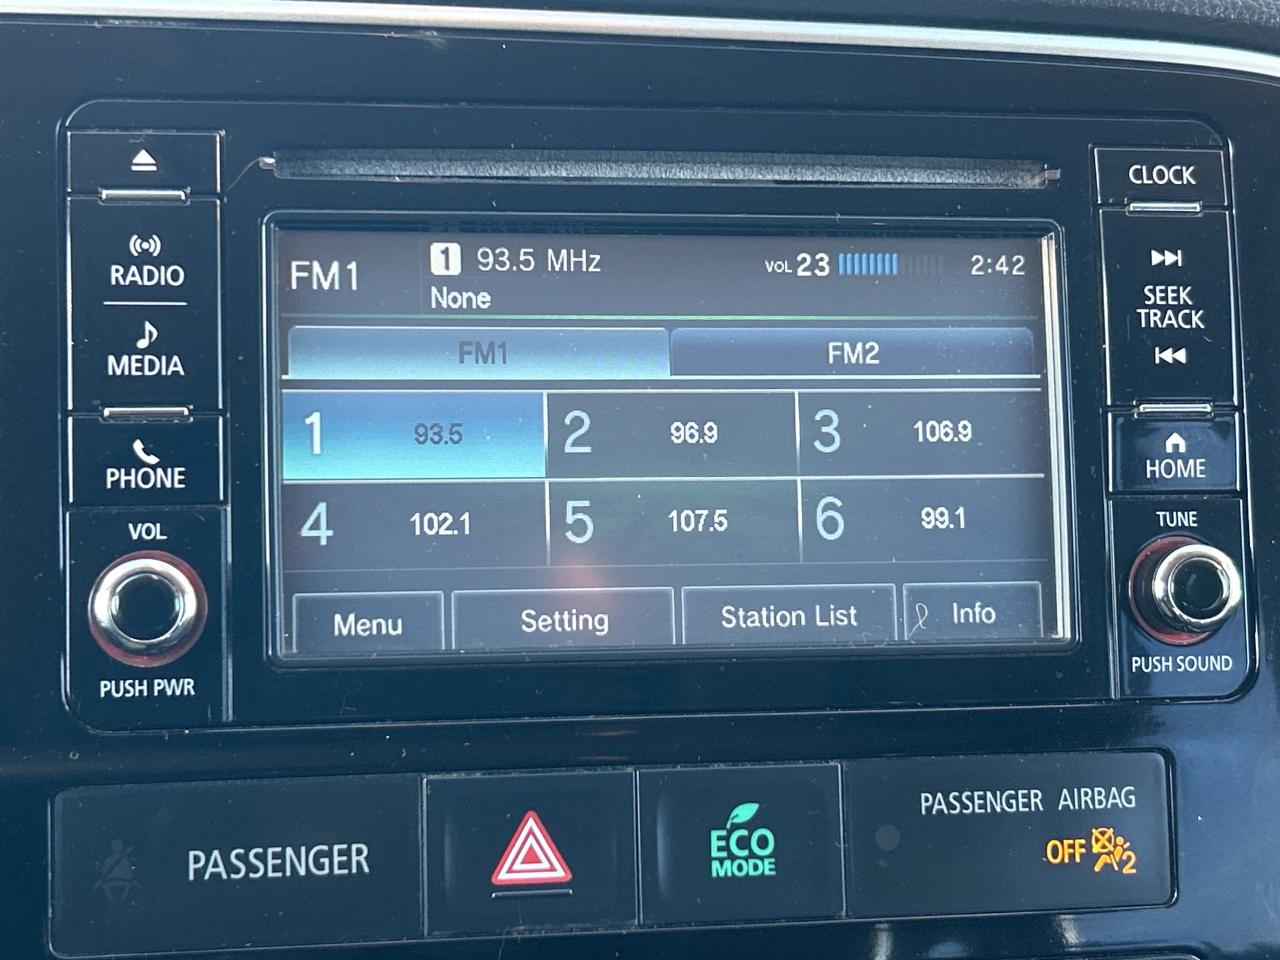 CLOCK
RADIO
MEDIA
PHONE
VOL
PUSH PWR
FM1
1 93.5 MHz
None
VOL 23
2:42
FM1 FM2
1 93.5 2 96.9 3 106.9
4 102.1 5 107.5 6 99.1
Menu Setting Station List Info
SEEK
TRACK
HOME
TUNE
PUSH SOUND
PASSENGER
ECO
MODE
PASSENGER AIRBAG
OFF 2